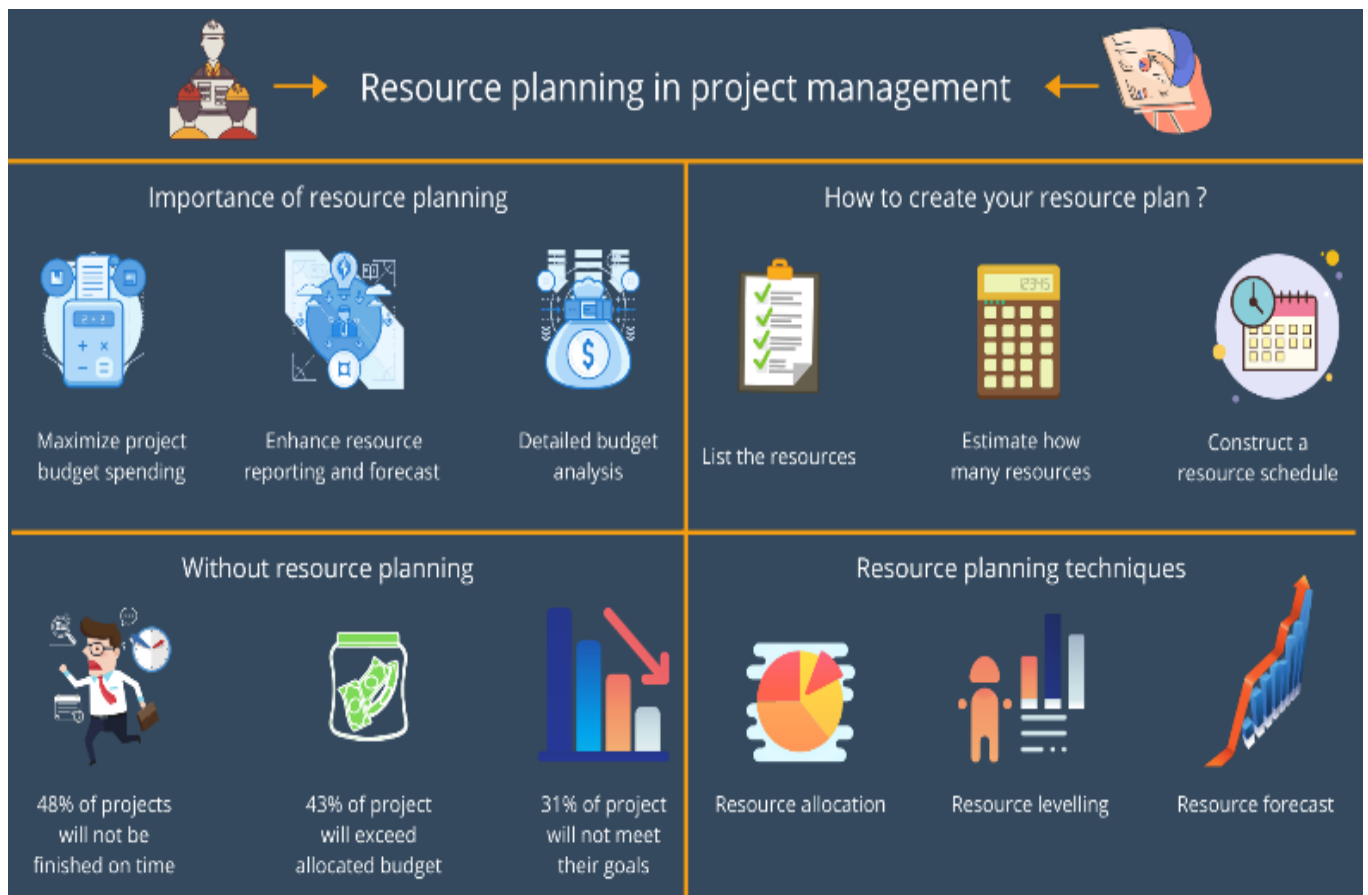 Resource planning in project management
Importance of resource planning
Maximize project
budget spending
Enhance resource
reporting and forecast
Detailed budget
analysis
How to create your resource plan ?
List the resources
12345
Estimate how
many resources
Construct a
resource schedule
Without resource planning
48% of projects
will not be
finished on time
43% of project
will exceed
allocated budget
31% of project
will not meet
their goals
Resource planning techniques
Resource allocation
Resource levelling
Resource forecast